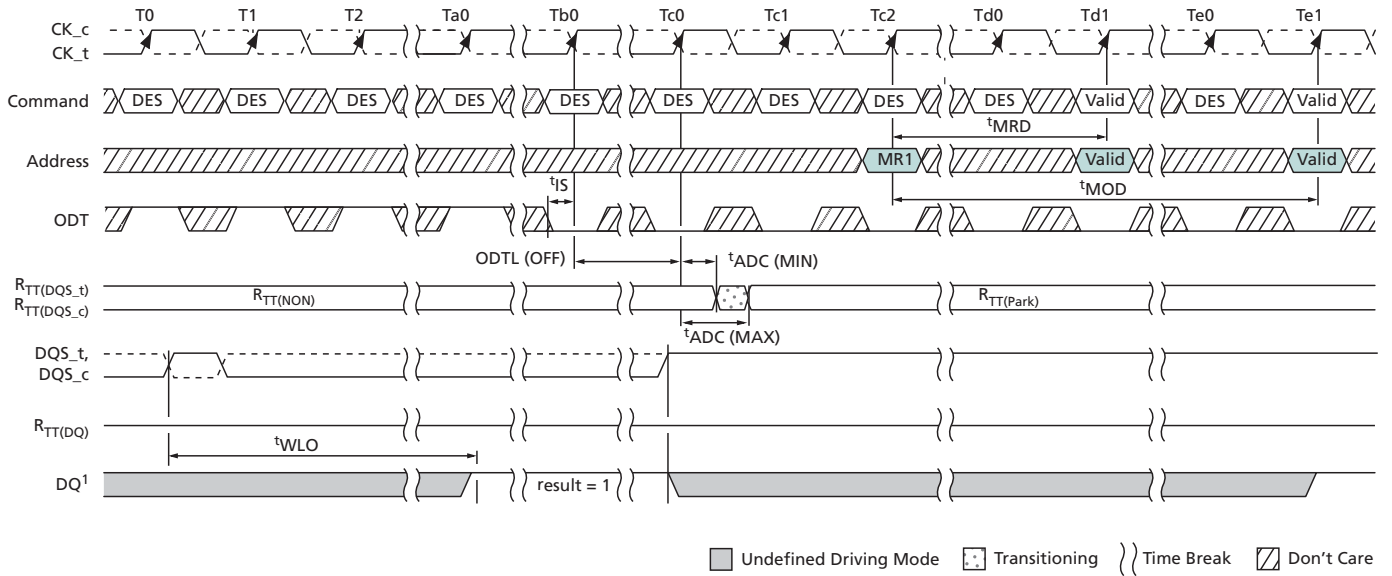 T0 T1 T2 Ta0 Tb0 Tc0 Tc1 Tc2 Td0 Td1 Te0 Te1
CK_c
CK_t
Command DES DES DES DES DES DES DES DES DES Valid DES Valid
tMRD
Address MR1 Valid Valid
tIS
tMOD
ODT
ODTL (OFF) tADC (MIN)
RTT(DQS_t)
RTT(DQS_c)
RTT(NON) RTT(Park)
tADC (MAX)
DQS_t,
DQS_c
RTT(DQ)
tWLO
DQ1 result = 1
Undefined Driving Mode Transitioning Time Break Don't Care